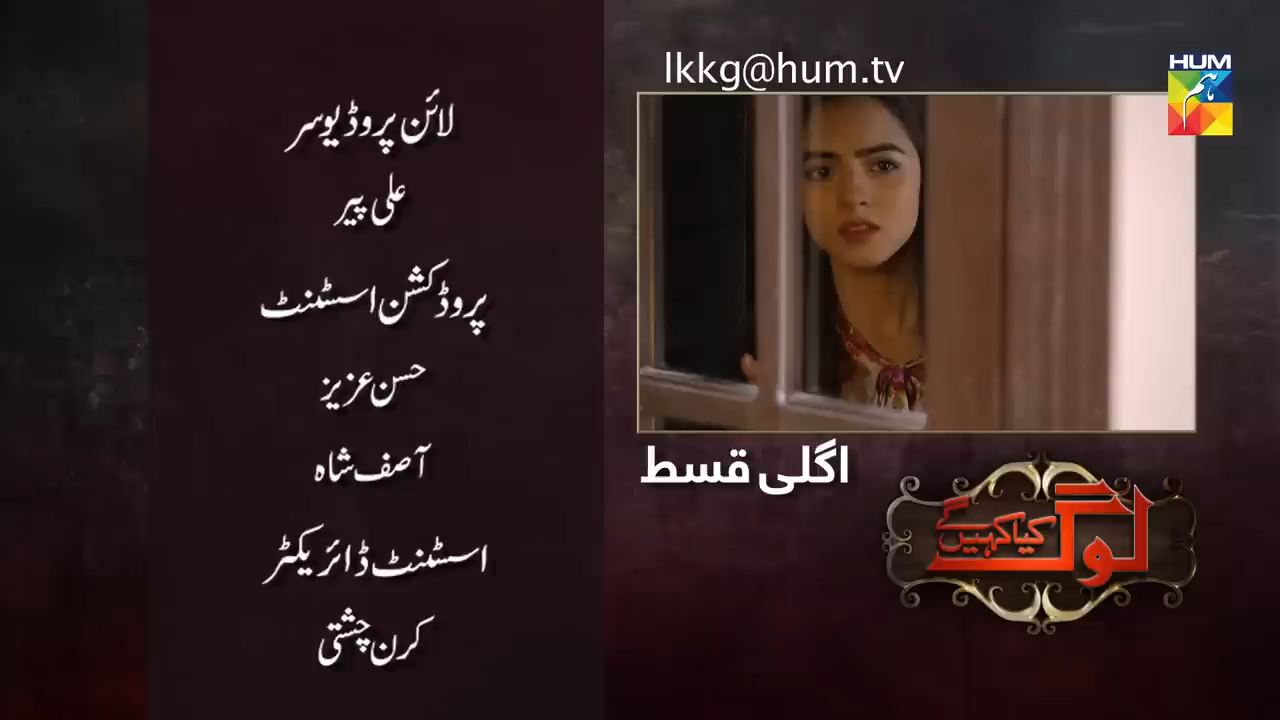 لائن پروڈیوسر
علی پیر
پروڈکشن اسسٹنٹ
حسن عزیز
آصف شاہ
اسسٹنٹ ڈائریکٹر
کرن چشتی
lkkg@hum.tv
HUM
ہم
اگلی قسط
لوگ کیا کہیں گے